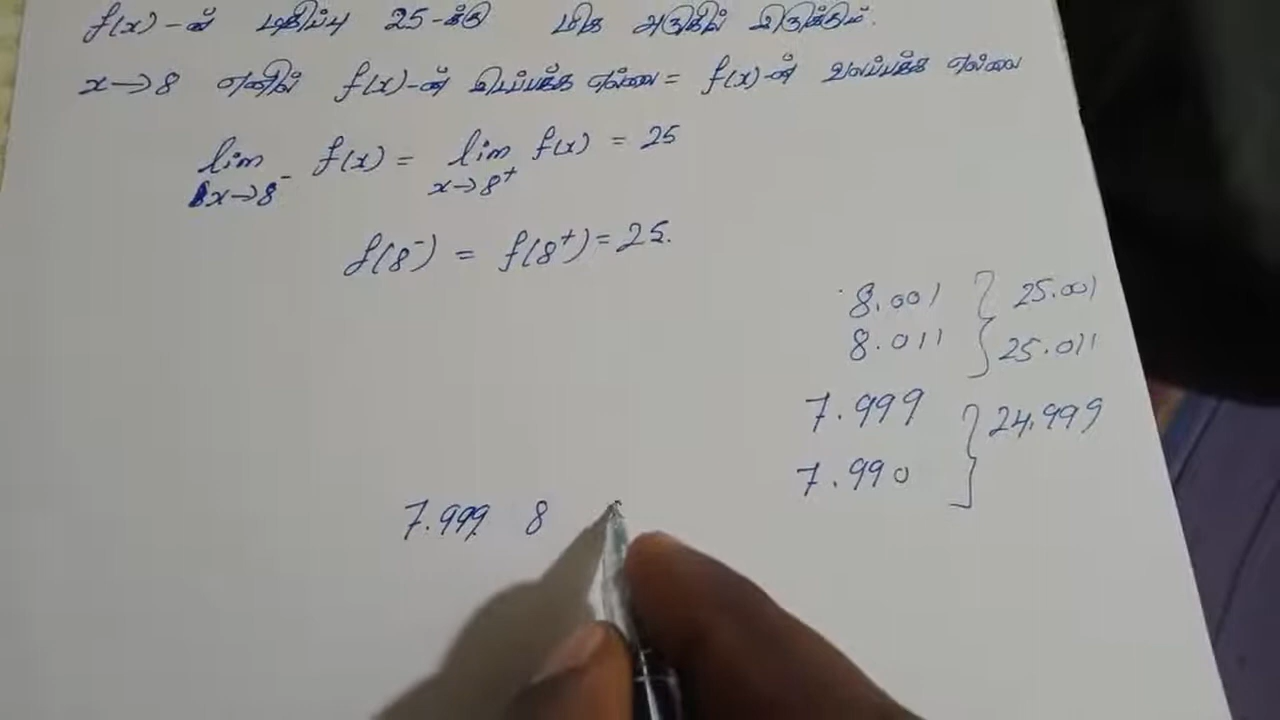 f(x)-ன் மதிப்பு 25-க்கு மிக அருகில் இருக்கும்.
x→8 எனில் f(x)-ன் இடப்பக்க எல்லை = f(x)-ன் வலப்பக்க எல்லை
lim x→8⁻ f(x) = lim x→8⁺ f(x) = 25
f(8⁻) = f(8⁺) = 25.
8.001 } 25.001
8.011 } 25.011
7.999 } 24.999
7.990
7.999. 8